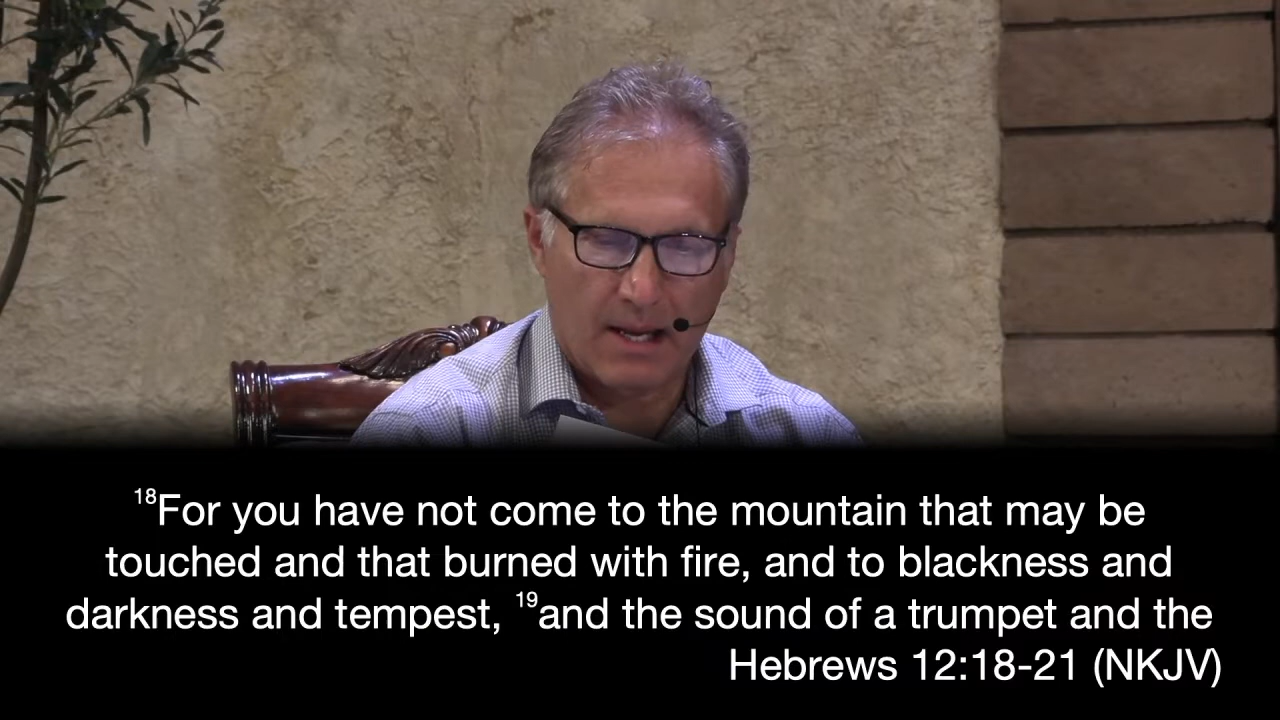 ¹⁸For you have not come to the mountain that may be
touched and that burned with fire, and to blackness and
darkness and tempest, ¹⁹and the sound of a trumpet and the
Hebrews 12:18-21 (NKJV)